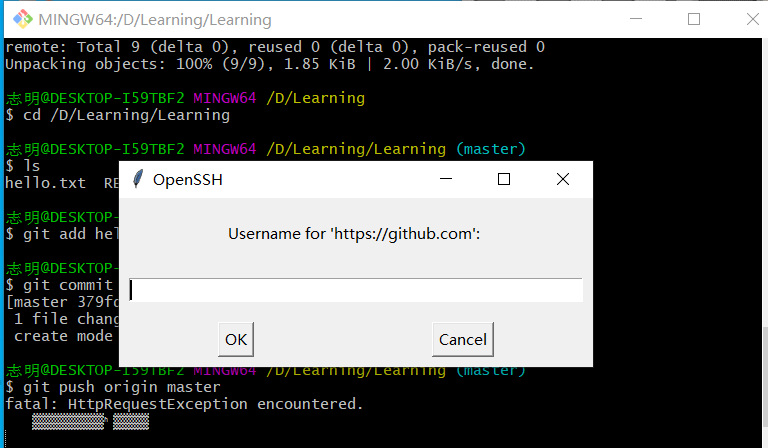 MINGW64:/D/Learning/Learning
remote: Total 9 (delta 0), reused 0 (delta 0), pack-reused 0
Unpacking objects: 100% (9/9), 1.85 KiB | 2.00 KiB/s, done.
志明@DESKTOP-I59TBF2 MINGW64 /D/Learning
$ cd /D/Learning/Learning
志明@DESKTOP-I59TBF2 MINGW64 /D/Learning/Learning (master)
$ ls
hello.txt RE
志明@DESKTOP-
$ git add hel
志明@DESKTOP-
$ git commit
[master 379fd
1 file chang
create mode
OpenSSH
Username for 'https://github.com':
OK Cancel
志明@DESKTOP-I59TBF2 MINGW64 /D/Learning/Learning (master)
$ git push origin master
fatal: HttpRequestException encountered.